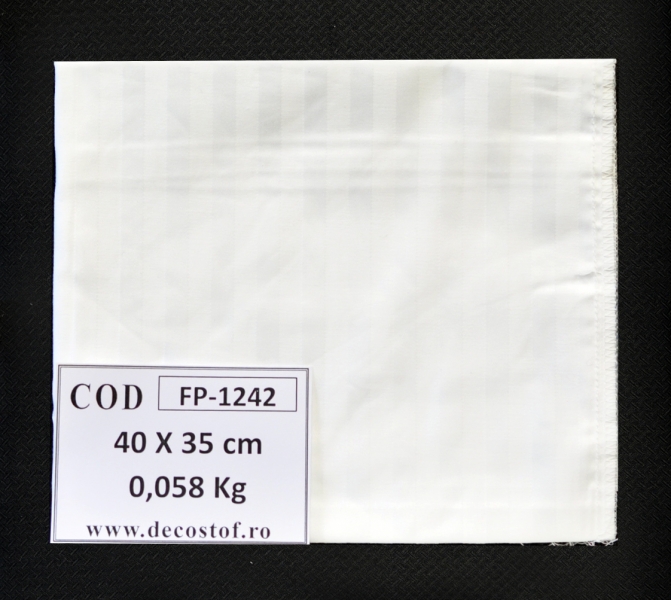 COD FP-1242
40 X 35 cm
0,058 Kg
www.decostof.ro